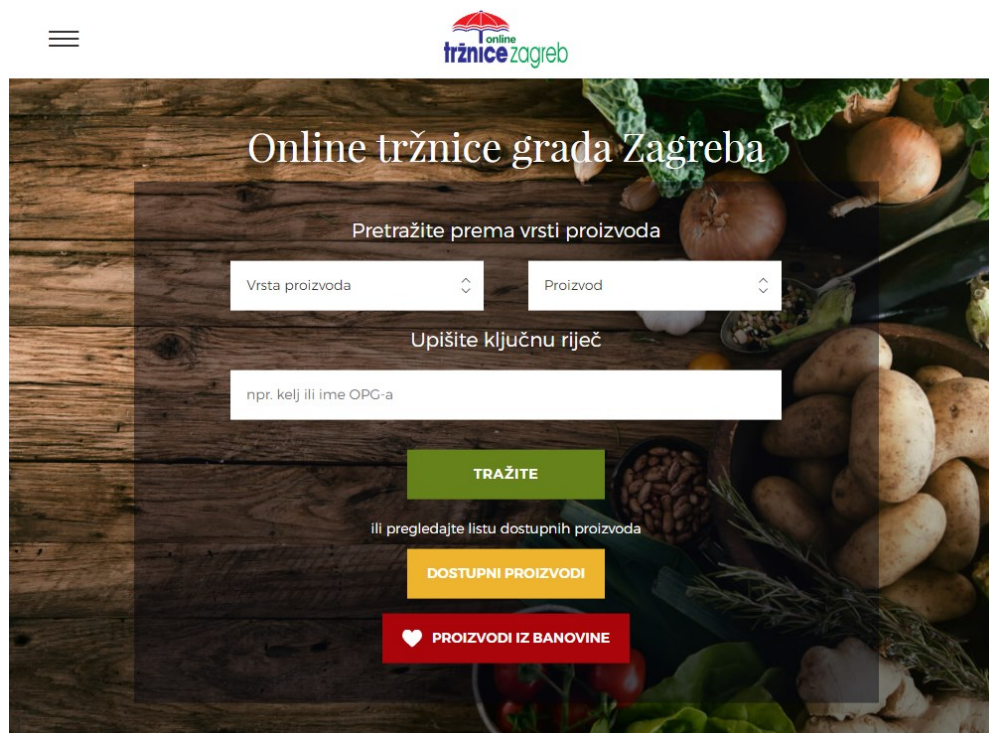 online
tržnice zagreb
Online tržnice grada Zagreba
Pretražite prema vrsti proizvoda
Vrsta proizvoda
Proizvod
Upišite ključnu riječ
npr. kelj ili ime OPG-a
TRAŽITE
ili pregledajte listu dostupnih proizvoda
DOSTUPNI PROIZVODI
PROIZVODI IZ BANOVINE